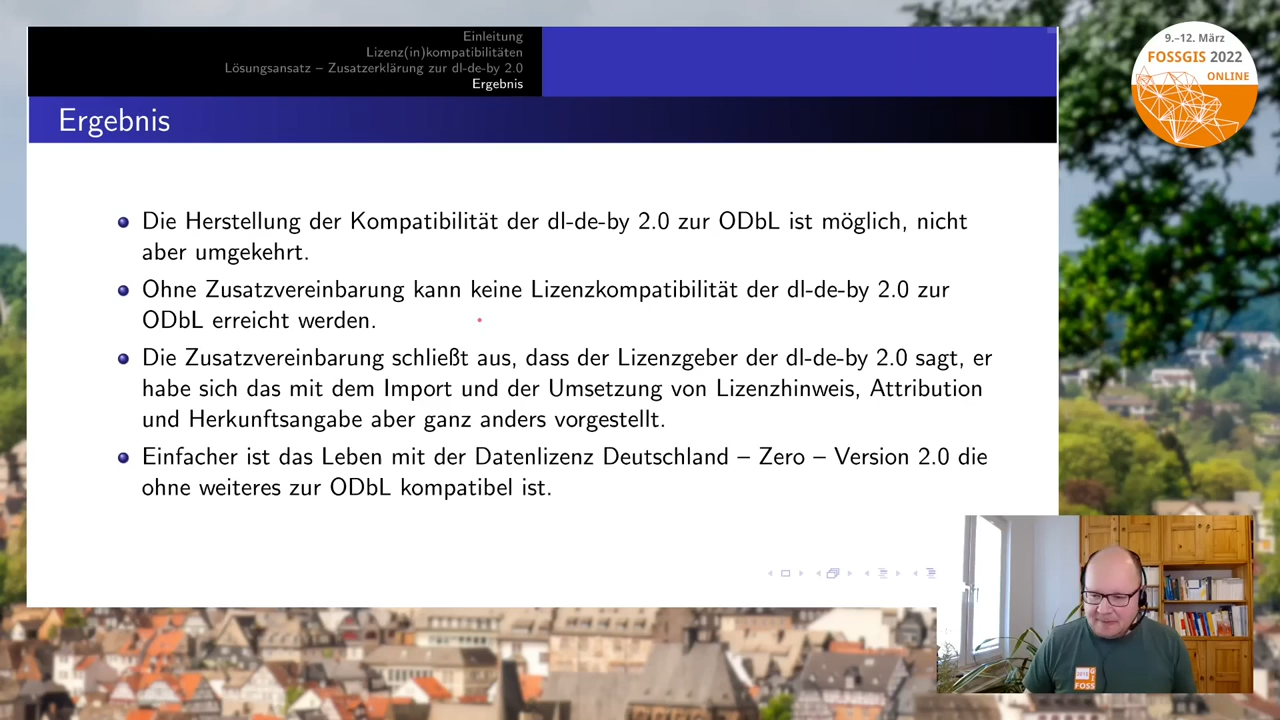 Einleitung
Lizenz(in)kompatibilitäten
Lösungsansatz – Zusatzerklärung zur dl-de-by 2.0
Ergebnis
9.–12. März
FOSSGIS 2022
ONLINE
Ergebnis
Die Herstellung der Kompatibilität der dl-de-by 2.0 zur ODbL ist möglich, nicht
aber umgekehrt.
Ohne Zusatzvereinbarung kann keine Lizenzkompatibilität der dl-de-by 2.0 zur
ODbL erreicht werden.
Die Zusatzvereinbarung schließt aus, dass der Lizenzgeber der dl-de-by 2.0 sagt, er
habe sich das mit dem Import und der Umsetzung von Lizenzhinweis, Attribution
und Herkunftsangabe aber ganz anders vorgestellt.
Einfacher ist das Leben mit der Datenlizenz Deutschland – Zero – Version 2.0 die
ohne weiteres zur ODbL kompatibel ist.
FOSS